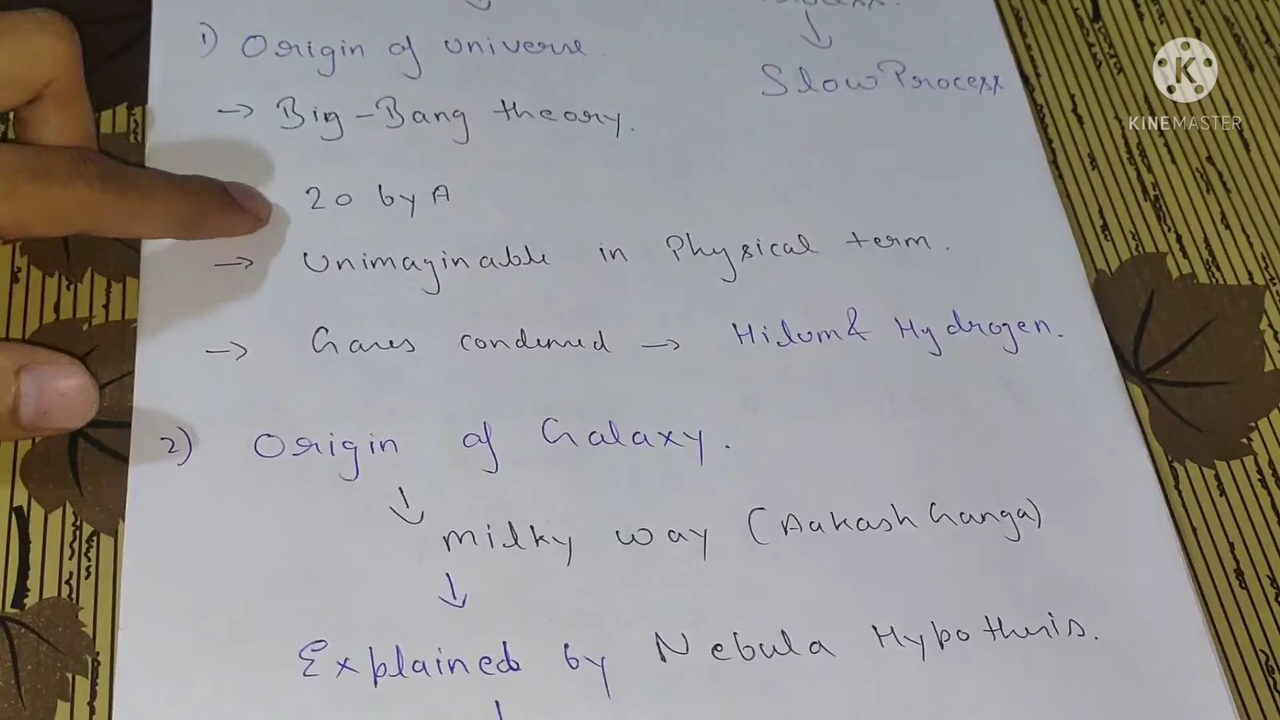 1) Origin of universe.
↓
Slow Process
→ Big-Bang theory.
20 by A
→ Unimaginable in Physical term.
→ Gases condensed → Hilum & Hydrogen.
2) Origin of Galaxy.
↓ Milky way (Aakash Ganga)
↓
Explained by Nebula Hypothesis.
↓
K
KINEMASTER